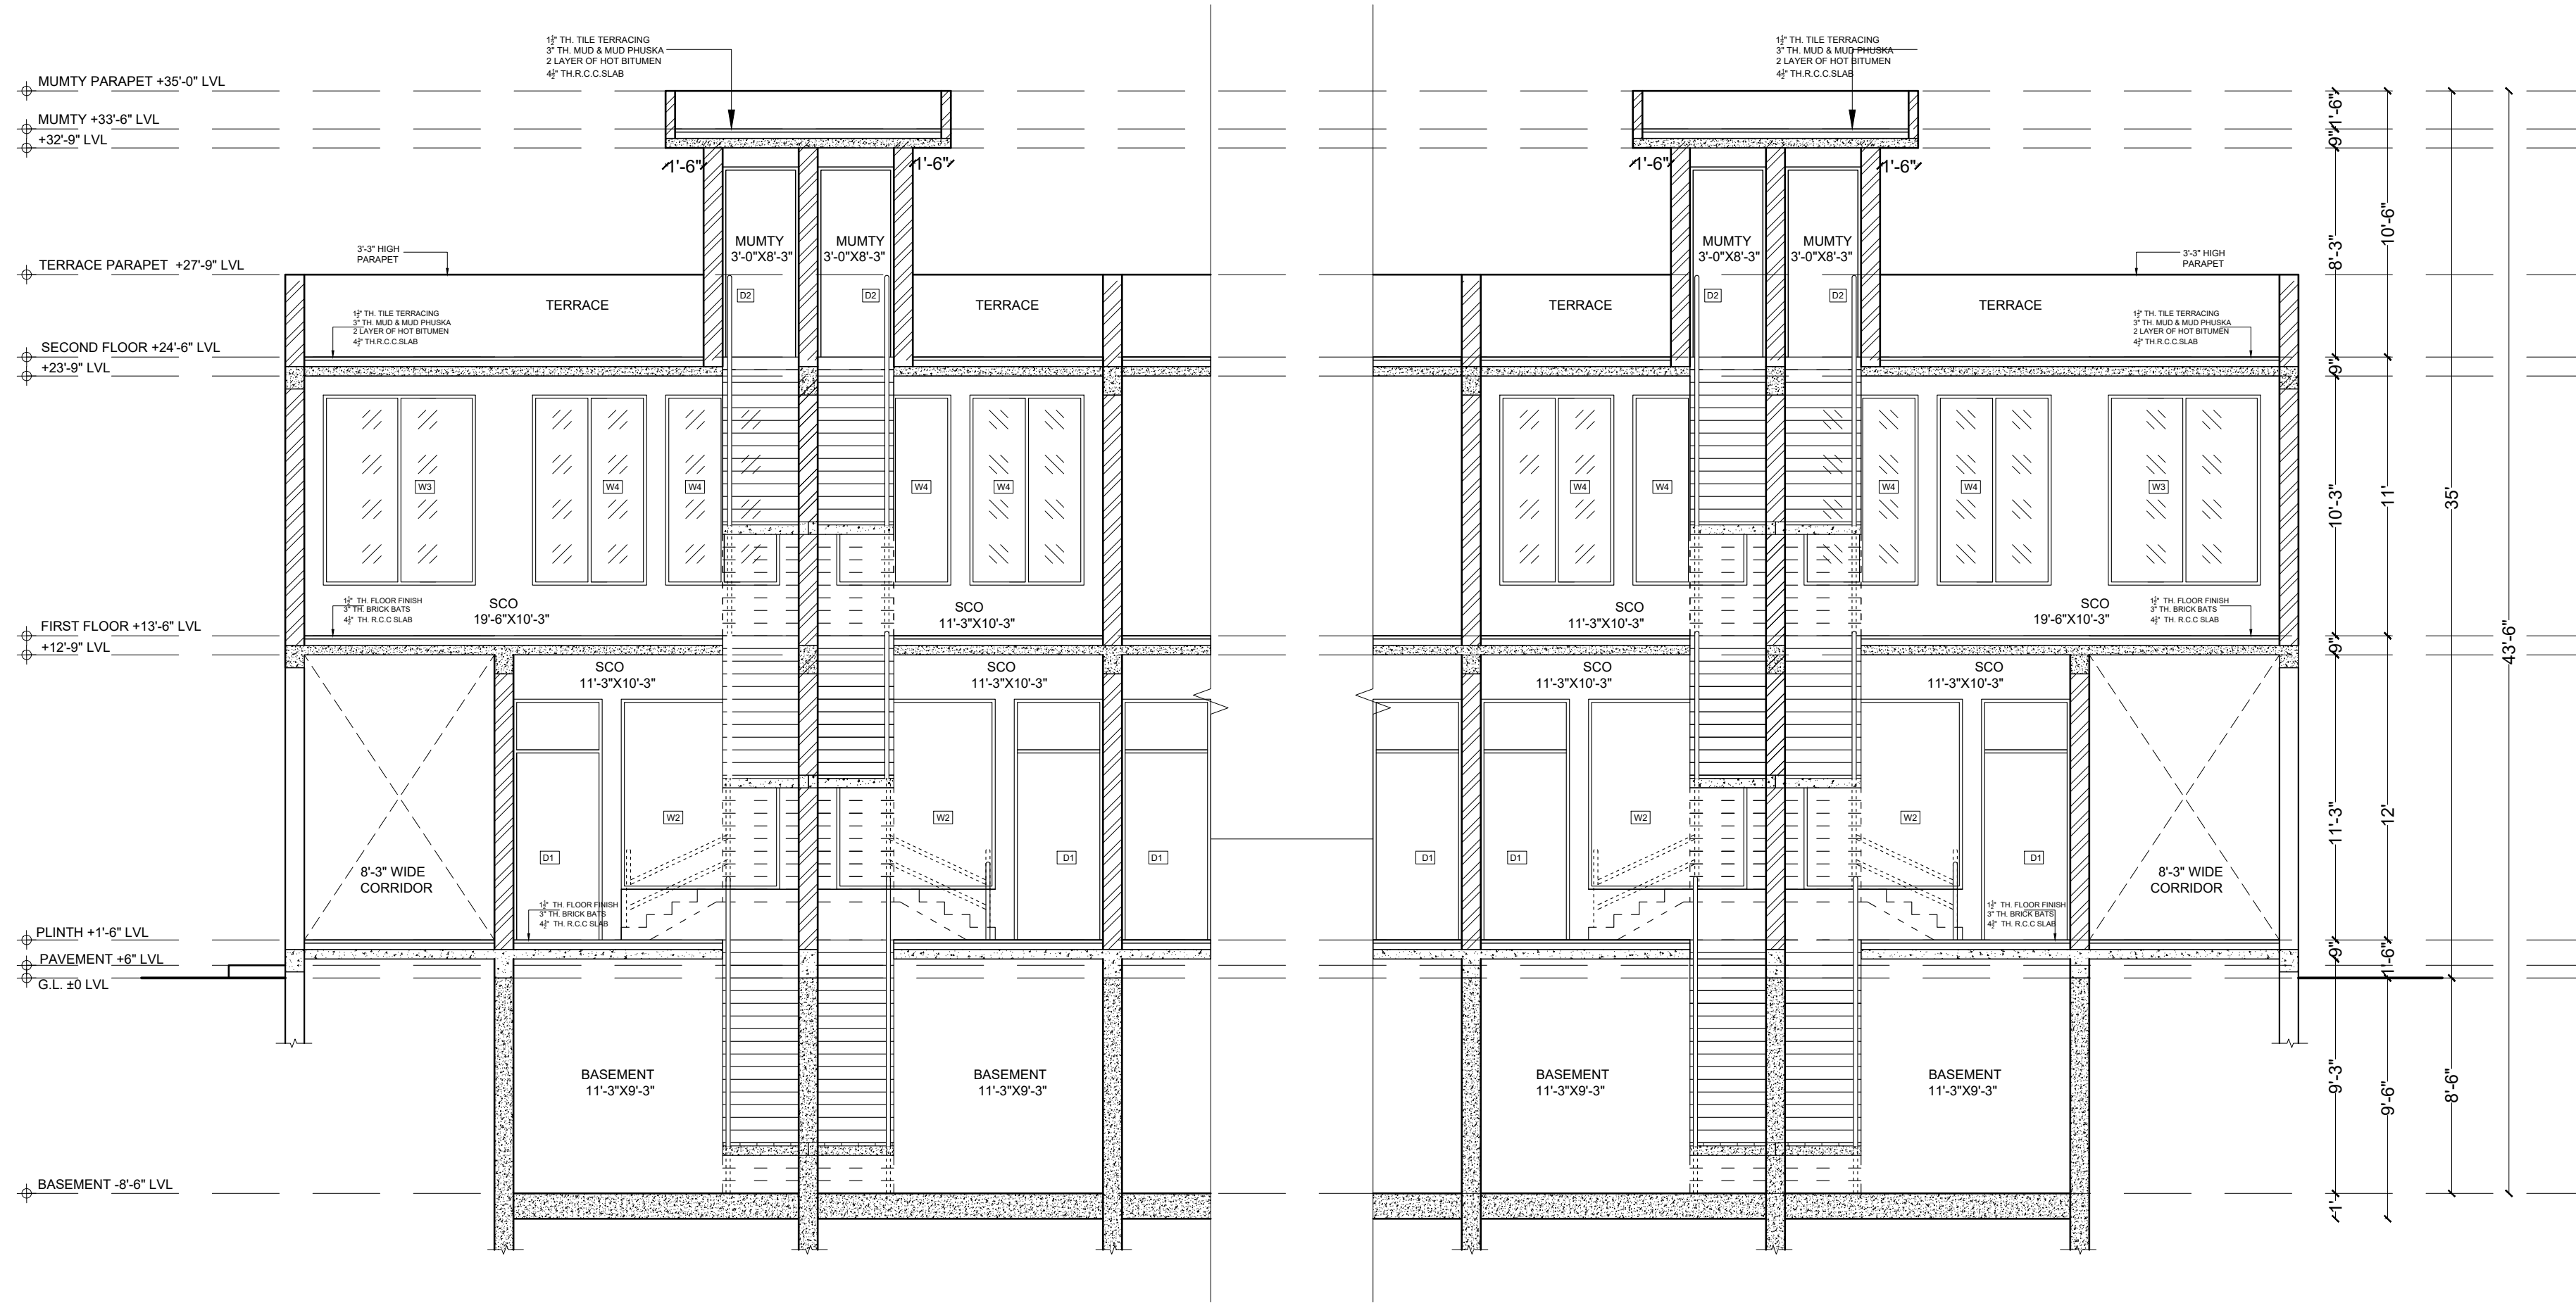 1½" TH. TILE TERRACING
3" TH. MUD & MUD PHUSKA
2 LAYER OF HOT BITUMEN
4½" TH.R.C.C.SLAB
1½" TH. TILE TERRACING
3" TH. MUD & MUD PHUSKA
2 LAYER OF HOT BITUMEN
4½" TH.R.C.C.SLAB
MUMTY PARAPET +35'-0" LVL
MUMTY +33'-6" LVL
+32'-9" LVL
1'-6"
1'-6"
1'-6"
1'-6"
MUMTY
3'-0"X8'-3"
MUMTY
3'-0"X8'-3"
MUMTY
3'-0"X8'-3"
MUMTY
3'-0"X8'-3"
3'-3" HIGH
PARAPET
3'-3" HIGH
PARAPET
TERRACE PARAPET +27'-9" LVL
D2
D2
D2
D2
TERRACE
TERRACE
TERRACE
TERRACE
1½" TH. TILE TERRACING
3" TH. MUD & MUD PHUSKA
2 LAYER OF HOT BITUMEN
4½" TH.R.C.C.SLAB
1½" TH. TILE TERRACING
3" TH. MUD & MUD PHUSKA
2 LAYER OF HOT BITUMEN
4½" TH.R.C.C.SLAB
SECOND FLOOR +24'-6" LVL
+23'-9" LVL
W3
W4
W4
W4
W4
W4
W4
W4
W4
W3
1½" TH. FLOOR FINISH
3" TH. BRICK BATS
4½" TH. R.C.C SLAB
SCO
19'-6"X10'-3"
SCO
11'-3"X10'-3"
SCO
11'-3"X10'-3"
SCO
19'-6"X10'-3"
1½" TH. FLOOR FINISH
3" TH. BRICK BATS
4½" TH. R.C.C SLAB
FIRST FLOOR +13'-6" LVL
+12'-9" LVL
SCO
11'-3"X10'-3"
SCO
11'-3"X10'-3"
SCO
11'-3"X10'-3"
SCO
11'-3"X10'-3"
W2
W2
W2
W2
D1
D1
D1
D1
D1
D1
8'-3" WIDE
CORRIDOR
8'-3" WIDE
CORRIDOR
1½" TH. FLOOR FINISH
3" TH. BRICK BATS
4½" TH. R.C.C SLAB
1½" TH. FLOOR FINISH
3" TH. BRICK BATS
4½" TH. R.C.C SLAB
PLINTH +1'-6" LVL
PAVEMENT +6" LVL
G.L. ±0 LVL
BASEMENT
11'-3"X9'-3"
BASEMENT
11'-3"X9'-3"
BASEMENT
11'-3"X9'-3"
BASEMENT
11'-3"X9'-3"
BASEMENT -8'-6" LVL
1'-6"
9"
8'-3"
9"
10'-3"
9"
11'-3"
9"
9'-3"
1'
10'-6"
11'
12'
1'-6"
9'-6"
35'
8'-6"
43'-6"